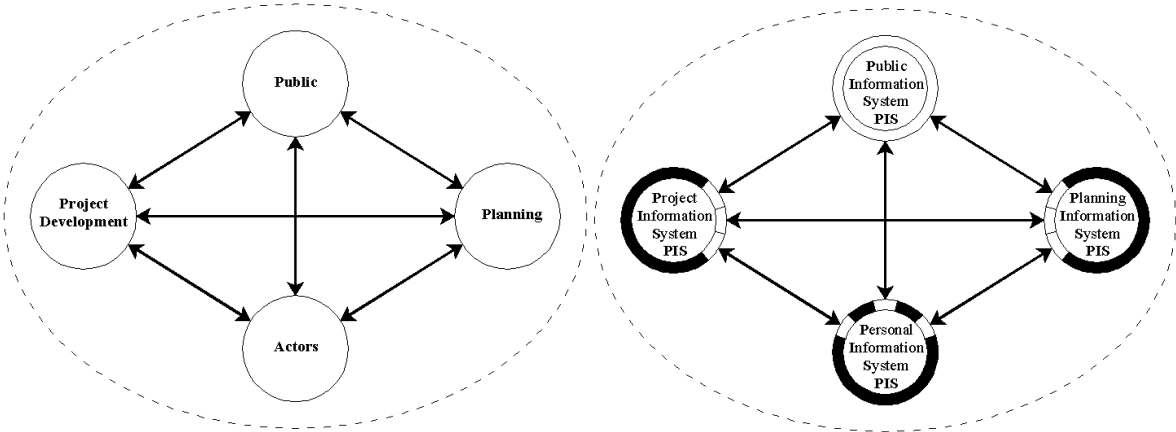 Public
Project
Development
Planning
Actors
Public
Information
System
PIS
Project
Information
System
PIS
Planning
Information
System
PIS
Personal
Information
System
PIS